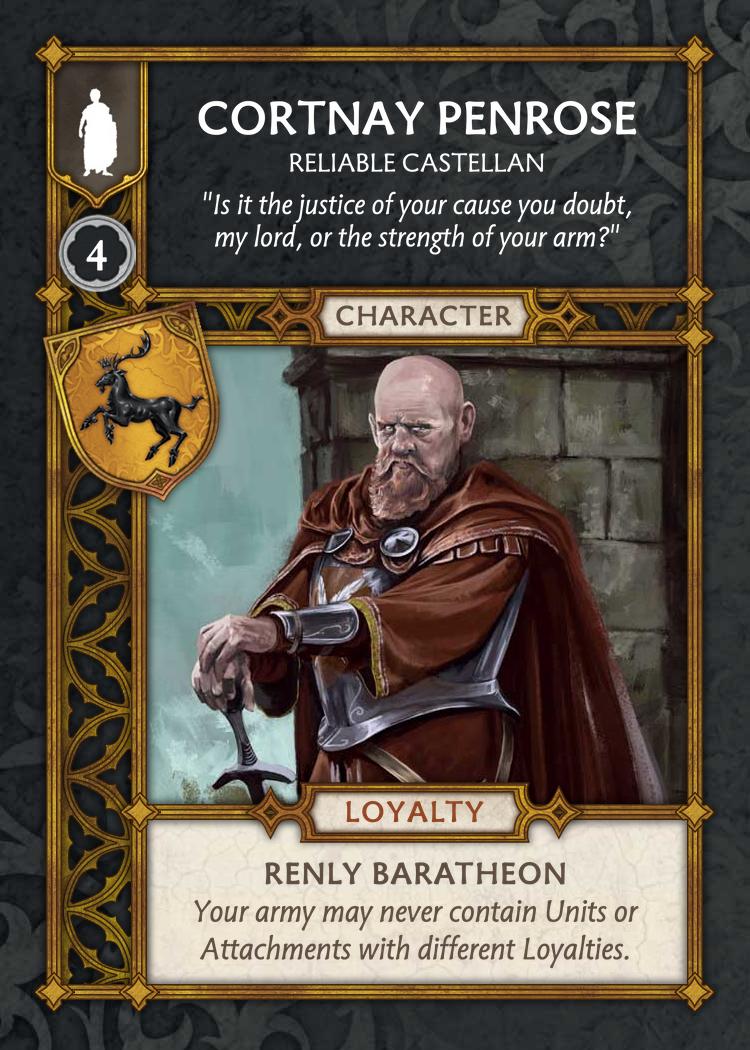 CORTNAY PENROSE
RELIABLE CASTELLAN
"Is it the justice of your cause you doubt,
my lord, or the strength of your arm?"
4
CHARACTER
LOYALTY
RENLY BARATHEON
Your army may never contain Units or
Attachments with different Loyalties.